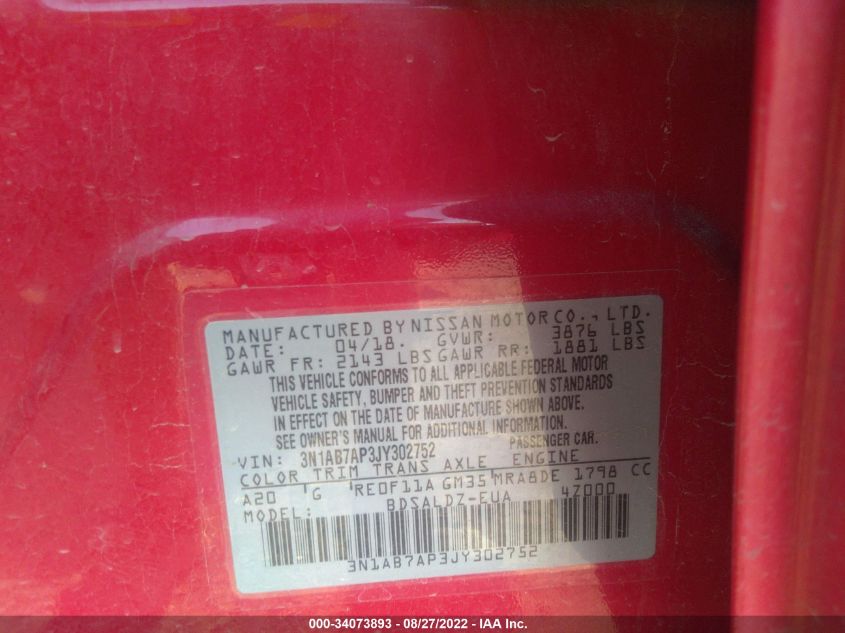 MANUFACTURED BY NISSAN MOTOR CO., LTD.
DATE: 04/18. GVWR: 3876 LBS
GAWR FR: 2143 LBS GAWR RR: 1881 LBS
THIS VEHICLE CONFORMS TO ALL APPLICABLE FEDERAL MOTOR
VEHICLE SAFETY, BUMPER AND THEFT PREVENTION STANDARDS
IN EFFECT ON THE DATE OF MANUFACTURE SHOWN ABOVE.
SEE OWNER'S MANUAL FOR ADDITIONAL INFORMATION.
VIN: 3N1AB7AP3JY302752 PASSENGER CAR.
COLOR TRIM TRANS AXLE ENGINE
A20 G RE0F11A GM35 MRA8DE 1798 CC
MODEL: BDSALDZ-EUA 4Z000
3N1AB7AP3JY302752
000-34073893 - 08/27/2022 - IAA Inc.